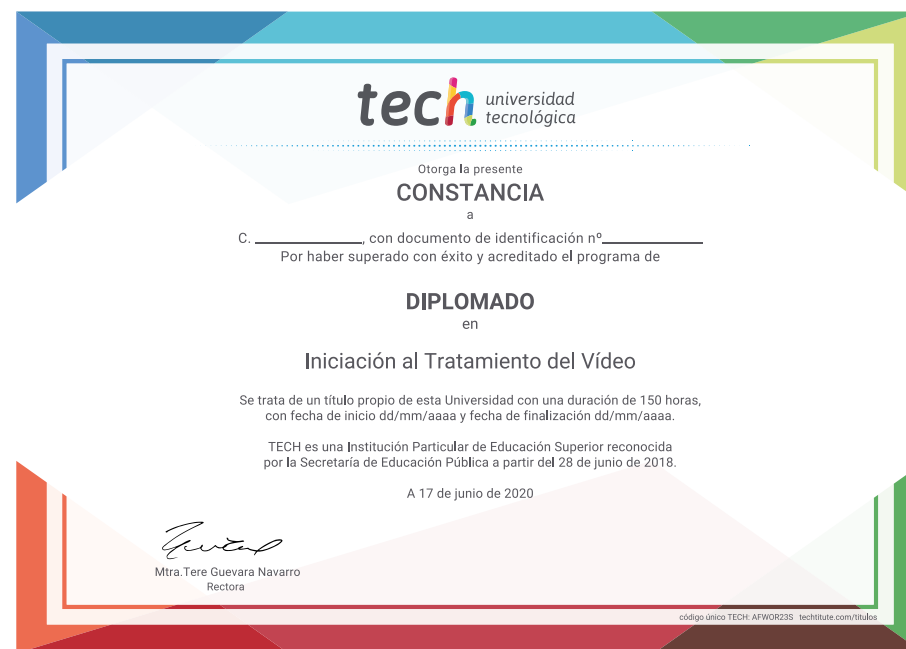 tech universidad
tecnológica
Otorga la presente
CONSTANCIA
a
C. ______________, con documento de identificación nº_____________
Por haber superado con éxito y acreditado el programa de
DIPLOMADO
en
Iniciación al Tratamiento del Vídeo
Se trata de un título propio de esta Universidad con una duración de 150 horas,
con fecha de inicio dd/mm/aaaa y fecha de finalización dd/mm/aaaa.
TECH es una Institución Particular de Educación Superior reconocida
por la Secretaría de Educación Pública a partir del 28 de junio de 2018.
A 17 de junio de 2020
Mtra.Tere Guevara Navarro
Rectora
código único TECH: AFWOR23S techtitute.com/titulos